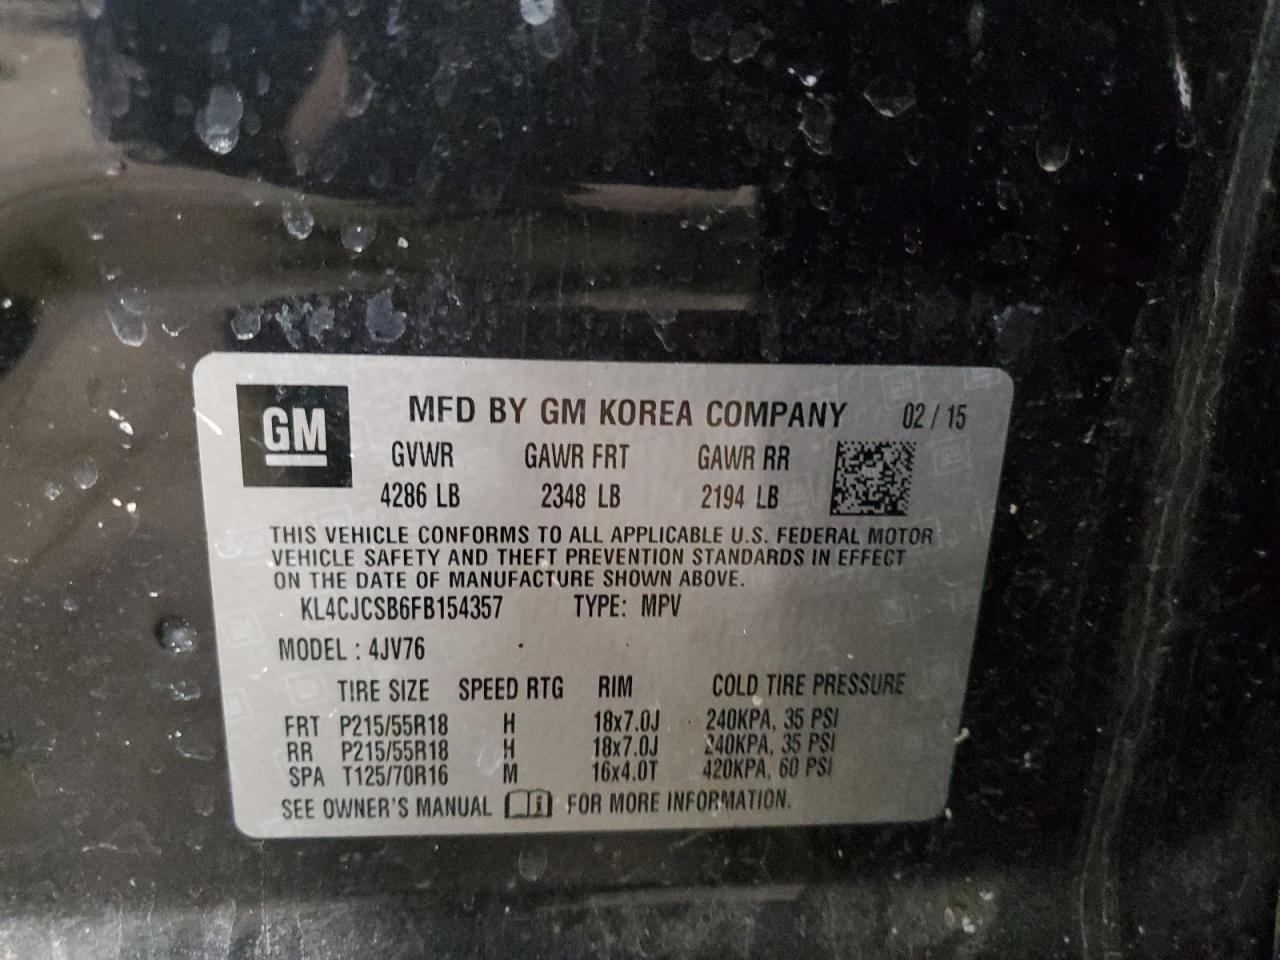 GM
MFD BY GM KOREA COMPANY 02 / 15
GVWR GAWR FRT GAWR RR
4286 LB 2348 LB 2194 LB
THIS VEHICLE CONFORMS TO ALL APPLICABLE U.S. FEDERAL MOTOR
VEHICLE SAFETY AND THEFT PREVENTION STANDARDS IN EFFECT
ON THE DATE OF MANUFACTURE SHOWN ABOVE.
KL4CJCSB6FB154357 TYPE: MPV
MODEL : 4JV76
TIRE SIZE SPEED RTG RIM COLD TIRE PRESSURE
FRT P215/55R18 H 18x7.0J 240KPA, 35 PSI
RR P215/55R18 H 18x7.0J 240KPA, 35 PSI
SPA T125/70R16 M 16x4.0T 420KPA, 60 PSI
SEE OWNER'S MANUAL FOR MORE INFORMATION.